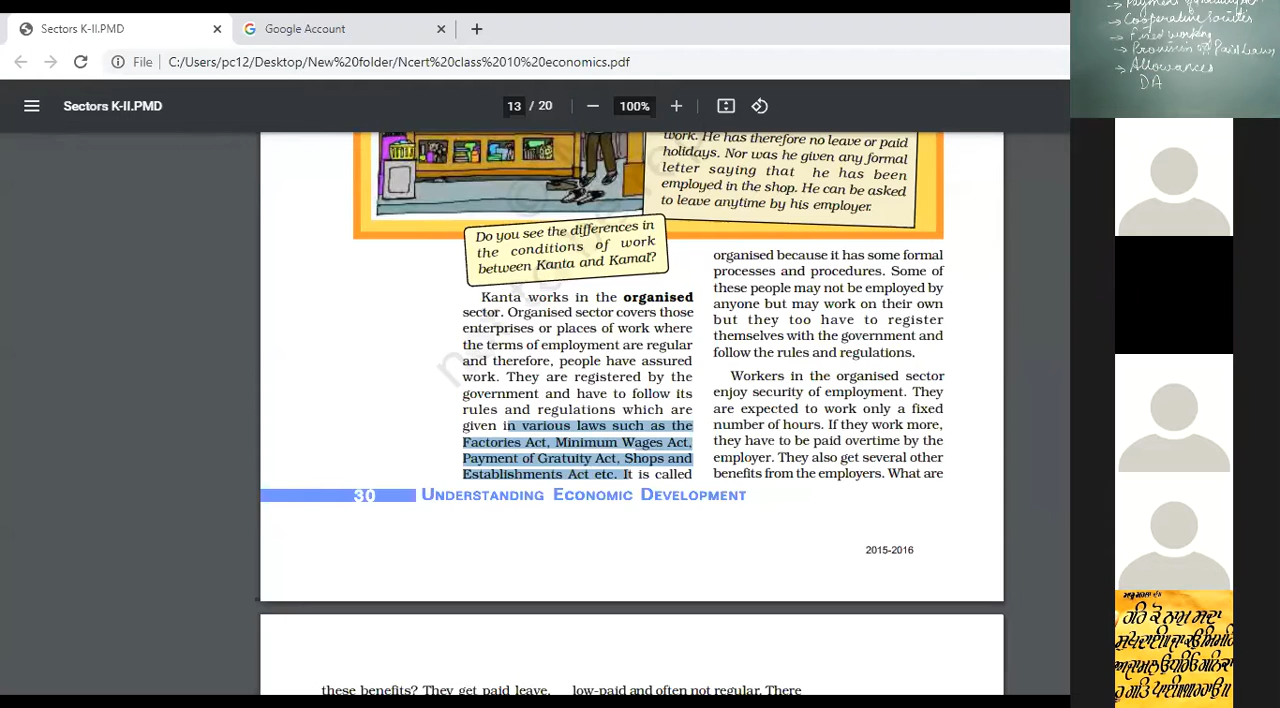 Sectors K-II.PMD
Google Account
File
C:/Users/pc12/Desktop/New%20folder/Ncert%20class%2010%20economics.pdf
Sectors K-II.PMD
13 / 20
100%
work. He has therefore no leave or paid
holidays. Nor was he given any formal
letter saying that he has been
employed in the shop. He can be asked
to leave anytime by his employer.
Do you see the differences in
the conditions of work
between Kanta and Kamal?
Kanta works in the organised
sector. Organised sector covers those
enterprises or places of work where
the terms of employment are regular
and therefore, people have assured
work. They are registered by the
government and have to follow its
rules and regulations which are
given in various laws such as the
Factories Act, Minimum Wages Act,
Payment of Gratuity Act, Shops and
Establishments Act etc. It is called
organised because it has some formal
processes and procedures. Some of
these people may not be employed by
anyone but may work on their own
but they too have to register
themselves with the government and
follow the rules and regulations.
Workers in the organised sector
enjoy security of employment. They
are expected to work only a fixed
number of hours. If they work more,
they have to be paid overtime by the
employer. They also get several other
benefits from the employers. What are
30 UNDERSTANDING ECONOMIC DEVELOPMENT
2015-2016
these benefits? They get paid leave,
low-paid and often not regular. There
→ Cooperative Societies
→ Fixed working
→ Provision of Paid Leaves
→ Allowances
DA